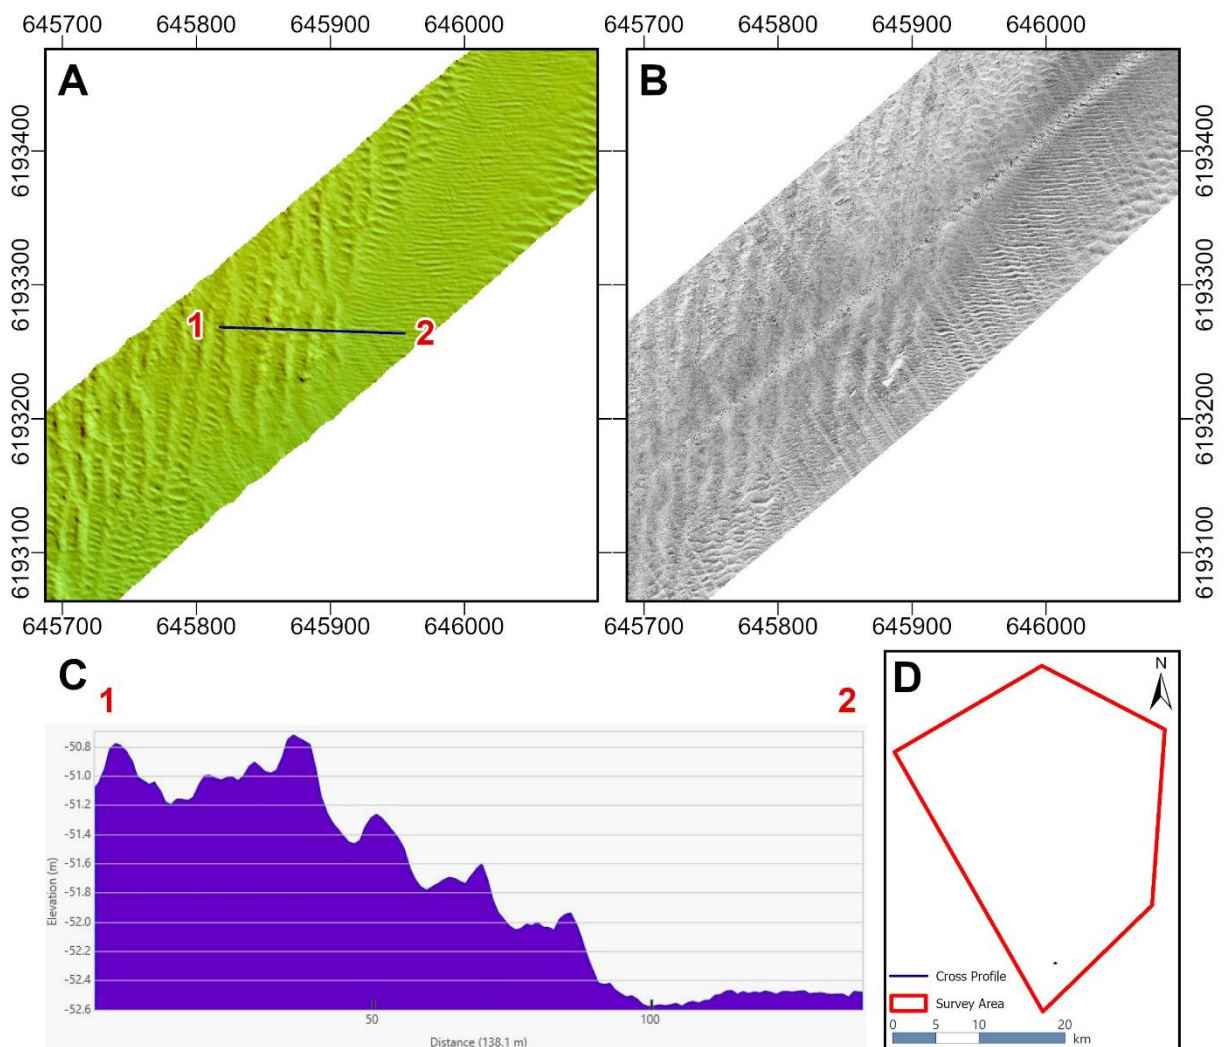 645700 645800 645900 646000 645700 645800 645900 646000
A
B
6193400
6193300
6193200
6193100
1
2
6193400
6193300
6193200
6193100
645700 645800 645900 646000 645700 645800 645900 646000
C
1
2
-50.8
-51.0
-51.2
-51.4
-51.6
-51.8
-52.0
-52.2
-52.4
-52.6
Elevation (m)
50 100
Distance (138.1 m)
D
N
Cross Profile
Survey Area
0 5 10 20
km